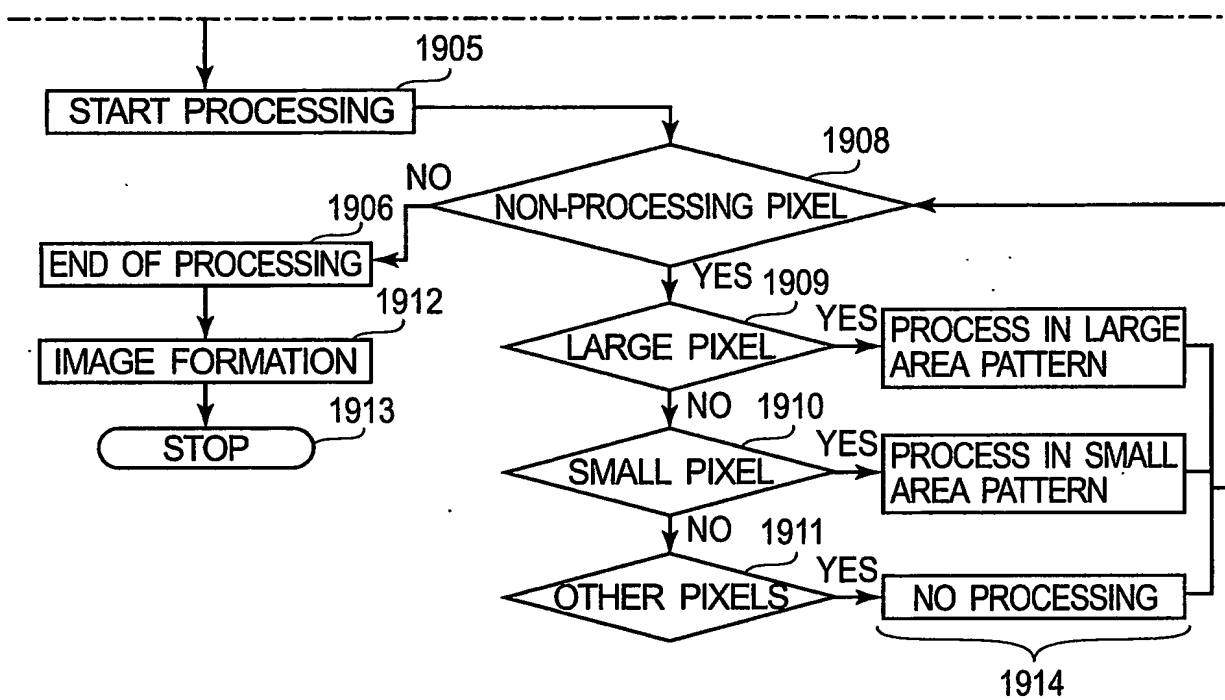 1905
START PROCESSING
1908
NO
NON-PROCESSING PIXEL
1906
END OF PROCESSING
YES
1909
1912
YES
LARGE PIXEL
PROCESS IN LARGE
AREA PATTERN
IMAGE FORMATION
NO
1910
1913
STOP
YES
SMALL PIXEL
PROCESS IN SMALL
AREA PATTERN
NO
1911
YES
OTHER PIXELS
NO PROCESSING
1914